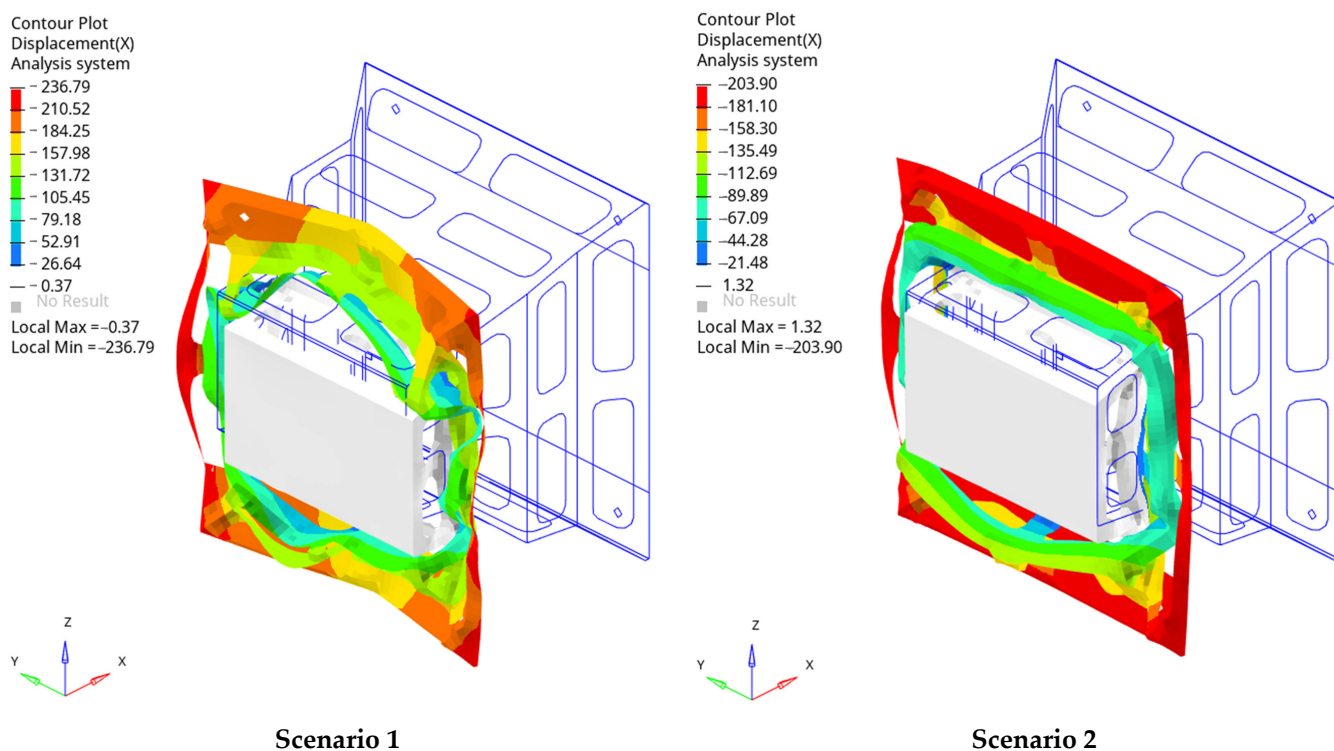 Contour Plot
Displacement(X)
Analysis system
- 236.79
- 210.52
- 184.25
- 157.98
- 131.72
- 105.45
- 79.18
- 52.91
- 26.64
- 0.37
No Result
Local Max =–0.37
Local Min =–236.79
Z
Y
X
Scenario 1
Contour Plot
Displacement(X)
Analysis system
–203.90
–181.10
–158.30
–135.49
–112.69
–89.89
–67.09
–44.28
–21.48
1.32
No Result
Local Max = 1.32
Local Min =–203.90
Z
Y
X
Scenario 2